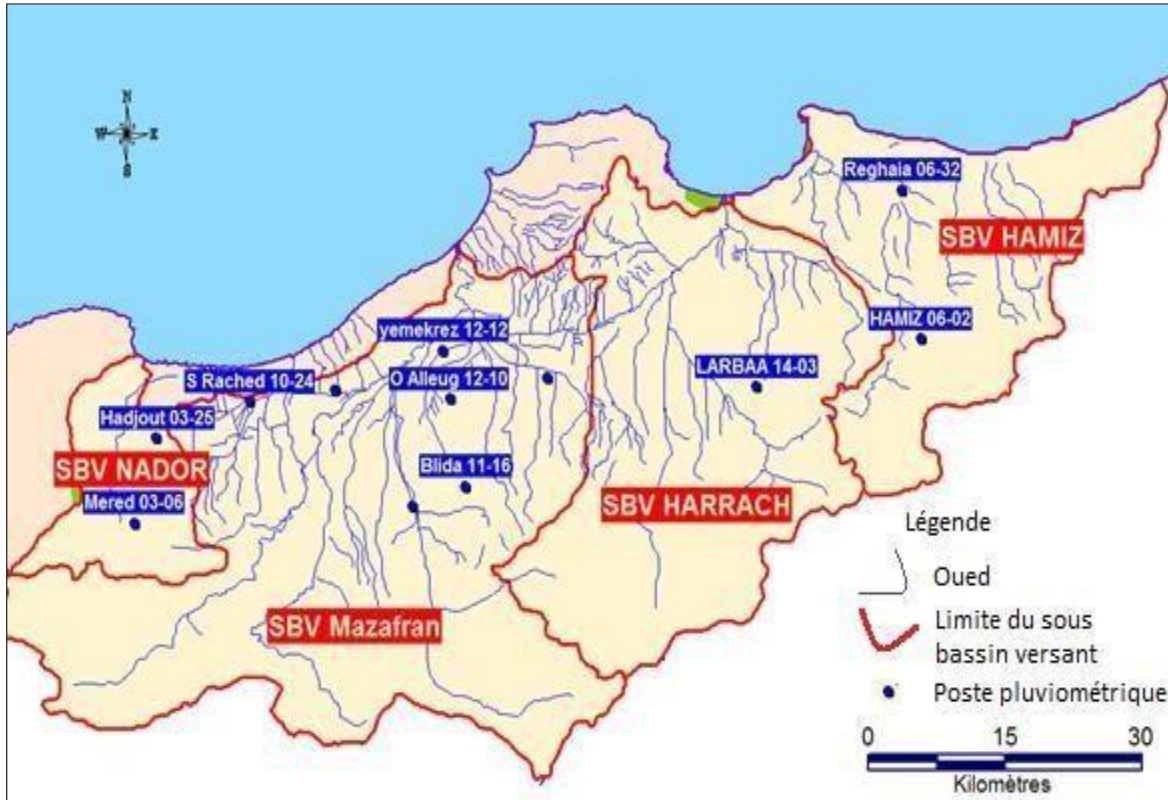 N
W E
S
Reghaia 06-32
SBV HAMIZ
HAMIZ 06-02
yemekrez 12-12
LARBAA 14-03
S Rached 10-24
O Alleug 12-10
Hadjout 03-25
SBV NADOR
Blida 11-16
Mered 03-06
SBV HARRACH
SBV Mazafran
Légende
Oued
Limite du sous
bassin versant
Poste pluviométrique
0 15 30
Kilomètres